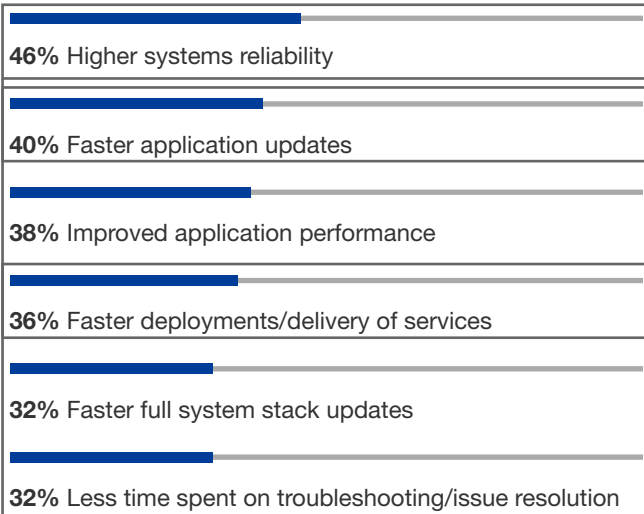 46% Higher systems reliability
40% Faster application updates
38% Improved application performance
36% Faster deployments/delivery of services
32% Faster full system stack updates
32% Less time spent on troubleshooting/issue resolution